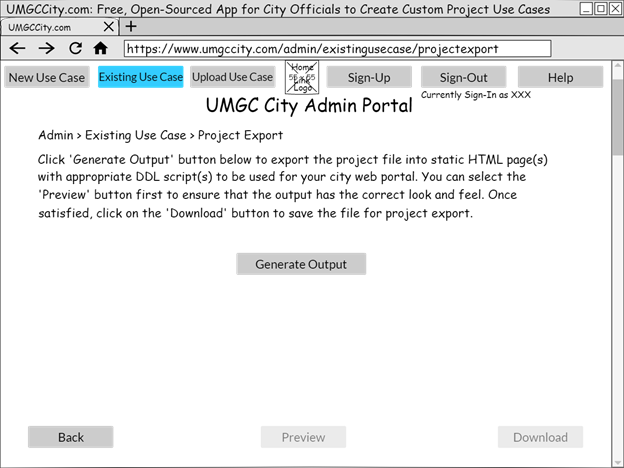 UMGCCity.com: Free, Open-Sourced App for City Officials to Create Custom Project Use Cases
UMGCCity.com
https://www.umgccity.com/admin/existingusecase/projectexport
New Use Case Existing Use Case Upload Use Case Home Link Logo Sign-Up Sign-Out Help
Currently Sign-In as XXX
UMGC City Admin Portal
Admin > Existing Use Case > Project Export
Click 'Generate Output' button below to export the project file into static HTML page(s)
with appropriate DDL script(s) to be used for your city web portal. You can select the
'Preview' button first to ensure that the output has the correct look and feel. Once
satisfied, click on the 'Download' button to save the file for project export.
Generate Output
Back Preview Download